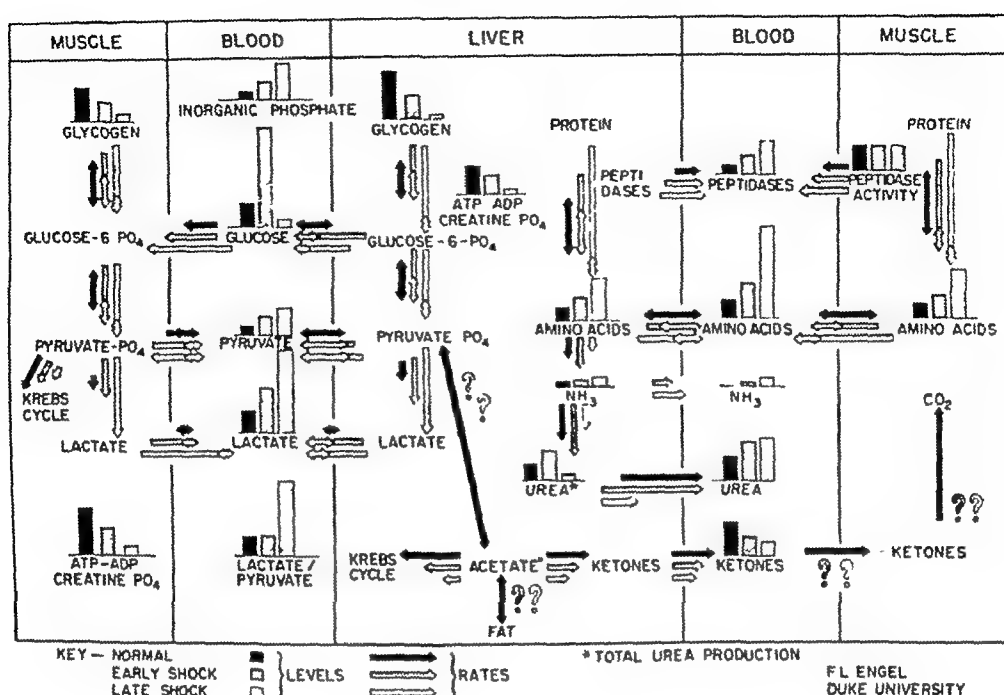 MUSCLE
BLOOD
LIVER
BLOOD
MUSCLE
GLYCOGEN
INORGANIC PHOSPHATE
GLYCOGEN
PROTEIN
PROTEIN
ATP ADP
CREATINE PO4
PEPTI
DASES
PEPTIDASES
PEPTIDASE
ACTIVITY
GLUCOSE-6 PO4
GLUCOSE
GLUCOSE-6-PO4
PYRUVATE-PO4
PYRUVATE
PYRUVATE PO4
AMINO ACIDS
AMINO ACIDS
AMINO ACIDS
KREBS
CYCLE
? ?
NH3
NH3
CO2
LACTATE
LACTATE
LACTATE
UREA*
UREA
? ?
ATP-ADP
CREATINE PO4
LACTATE/
PYRUVATE
KREBS
CYCLE
ACETATE*
KETONES
KETONES
-KETONES
? ?
? ?
FAT
KEY - NORMAL
EARLY SHOCK
LATE SHOCK
LEVELS
RATES
*TOTAL UREA PRODUCTION
F L ENGEL
DUKE UNIVERSITY